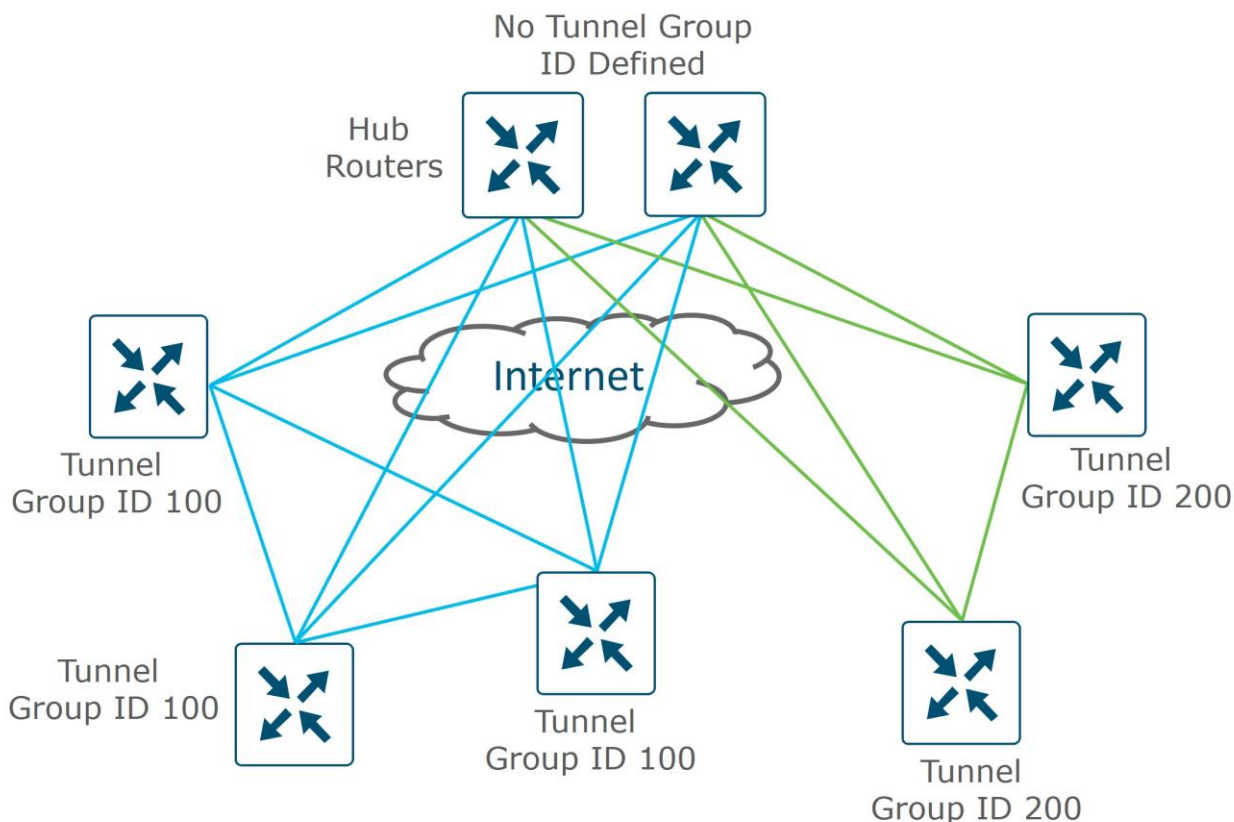 No Tunnel Group
ID Defined
Hub
Routers
Internet
Tunnel
Group ID 100
Tunnel
Group ID 200
Tunnel
Group ID 100
Tunnel
Group ID 100
Tunnel
Group ID 200